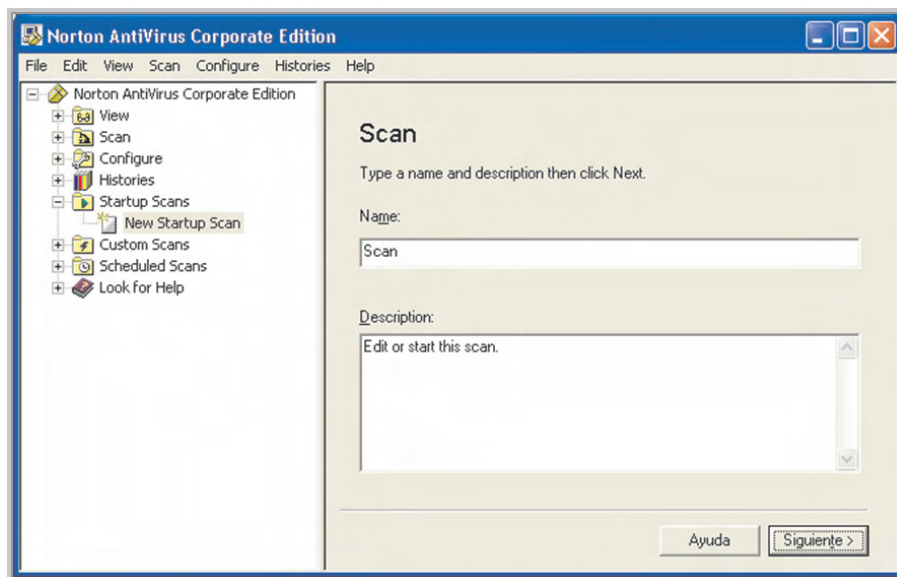 Norton AntiVirus Corporate Edition
File Edit View Scan Configure Histories Help
Norton AntiVirus Corporate Edition
View
Scan
Configure
Histories
Startup Scans
New Startup Scan
Custom Scans
Scheduled Scans
Look for Help
Scan
Type a name and description then click Next.
Name:
Scan
Description:
Edit or start this scan.
Ayuda
Siguiente >